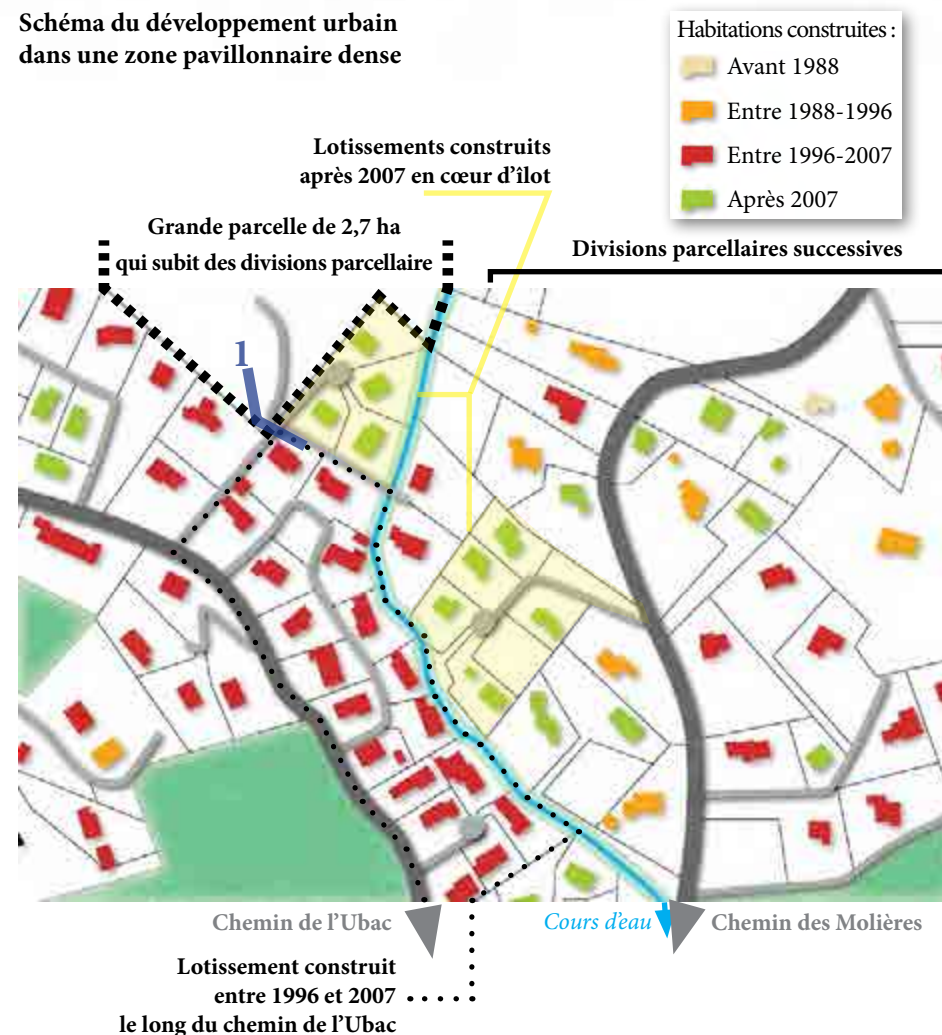 Schéma du développement urbain
dans une zone pavillonnaire dense
Habitations construites :
Avant 1988
Entre 1988-1996
Entre 1996-2007
Après 2007
Lotissements construits
après 2007 en cœur d'îlot
Grande parcelle de 2,7 ha
qui subit des divisions parcellaire
Divisions parcellaires successives
1
Chemin de l'Ubac
Cours d'eau
Chemin des Molières
Lotissement construit
entre 1996 et 2007
le long du chemin de l'Ubac